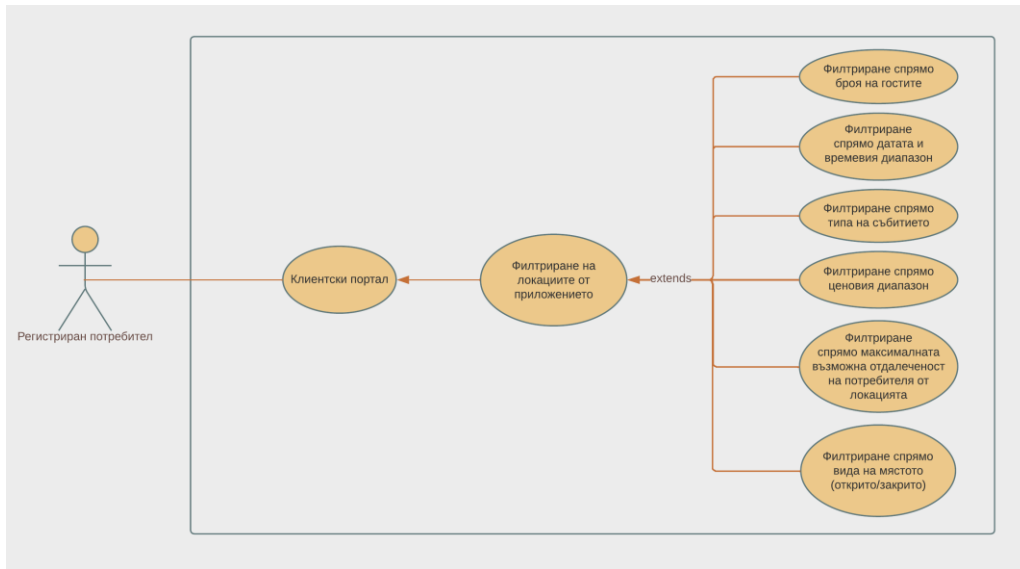 Филтриране спрямо
броя на гостите
Филтриране
спрямо датата и
времевия диапазон
Филтриране спрямо
типа на събитието
Регистриран потребител
Клиентски портал
Филтриране на
локациите от
приложението
extends
Филтриране спрямо
ценовия диапазон
Филтриране
спрямо максималната
възможна отдалеченост
на потребителя от
локацията
Филтриране спрямо
вида на мястото
(открито/закрито)